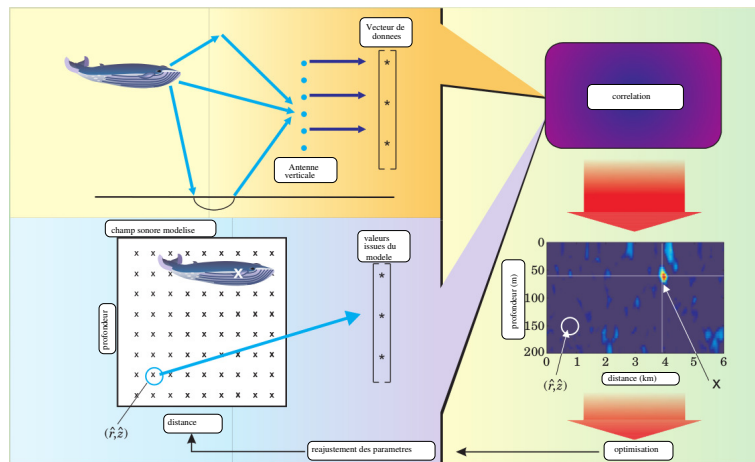 Vecteur de
donnees
*
*
*
Antenne
verticale
correlation
champ sonore modelise
valeurs
issues du
modele
*
*
*
x x x x x x x x x
x x
X
x x x x x x x x x
x x x x x x x x x
x x x x x x x x x
x x x x x x x x x
x x x x x x x x x
x x x x x x x x x
profondeur
(r̂,ẑ)
distance
reajustement des parametres
0
50
100
150
200
profondeur (m)
0 1 2 3 4 5 6
(r̂,ẑ)
distance (km)
X
optimisation